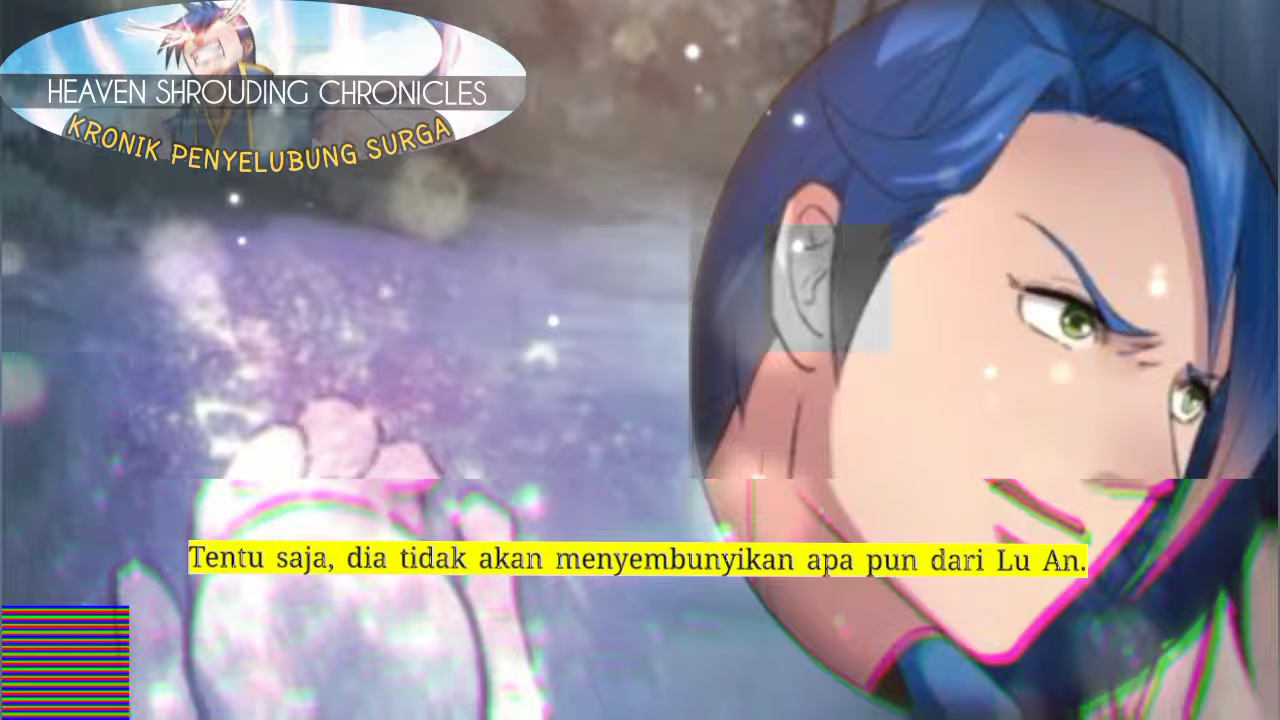 HEAVEN SHROUDING CHRONICLES
KRONIK PENYELUBUNG SURGA
Tentu saja, dia tidak akan menyembunyikan apa pun dari Lu An.